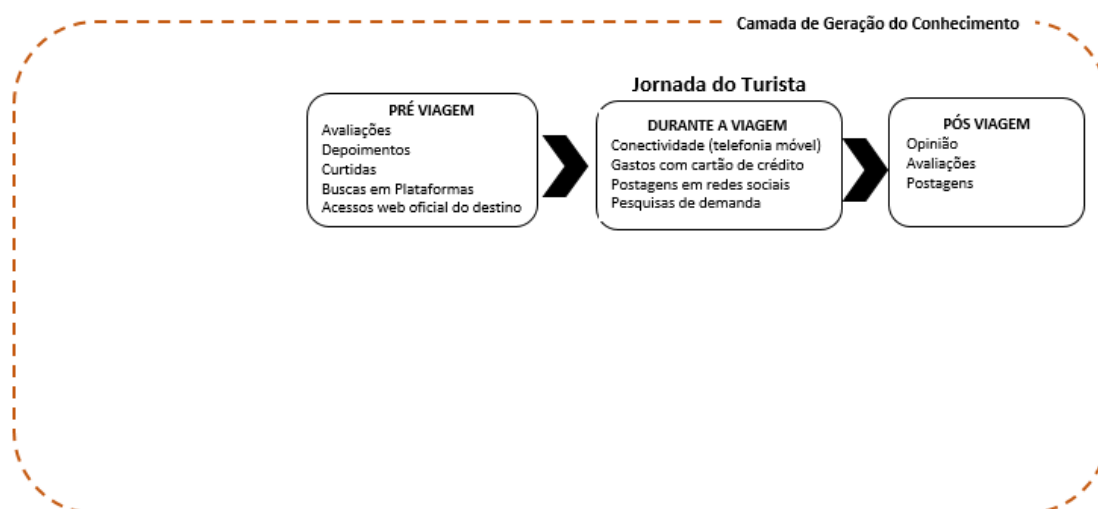 Camada de Geração do Conhecimento
Jornada do Turista
PRÉ VIAGEM
Avaliações
Depoimentos
Curtidas
Buscas em Plataformas
Acessos web oficial do destino
DURANTE A VIAGEM
Conectividade (telefonia móvel)
Gastos com cartão de crédito
Postagens em redes sociais
Pesquisas de demanda
PÓS VIAGEM
Opinião
Avaliações
Postagens